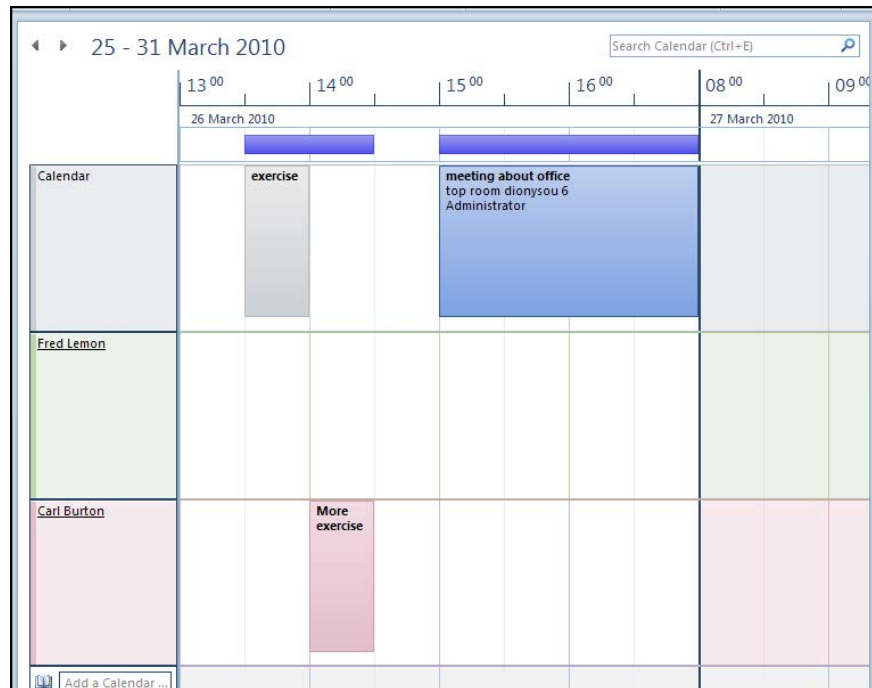 25 - 31 March 2010
Search Calendar (Ctrl+E)
13 00 14 00 15 00 16 00 08 00 09 00
26 March 2010 27 March 2010
Calendar
exercise
meeting about office
top room dionysou 6
Administrator
Fred Lemon
Carl Burton
More
exercise
Add a Calendar ...